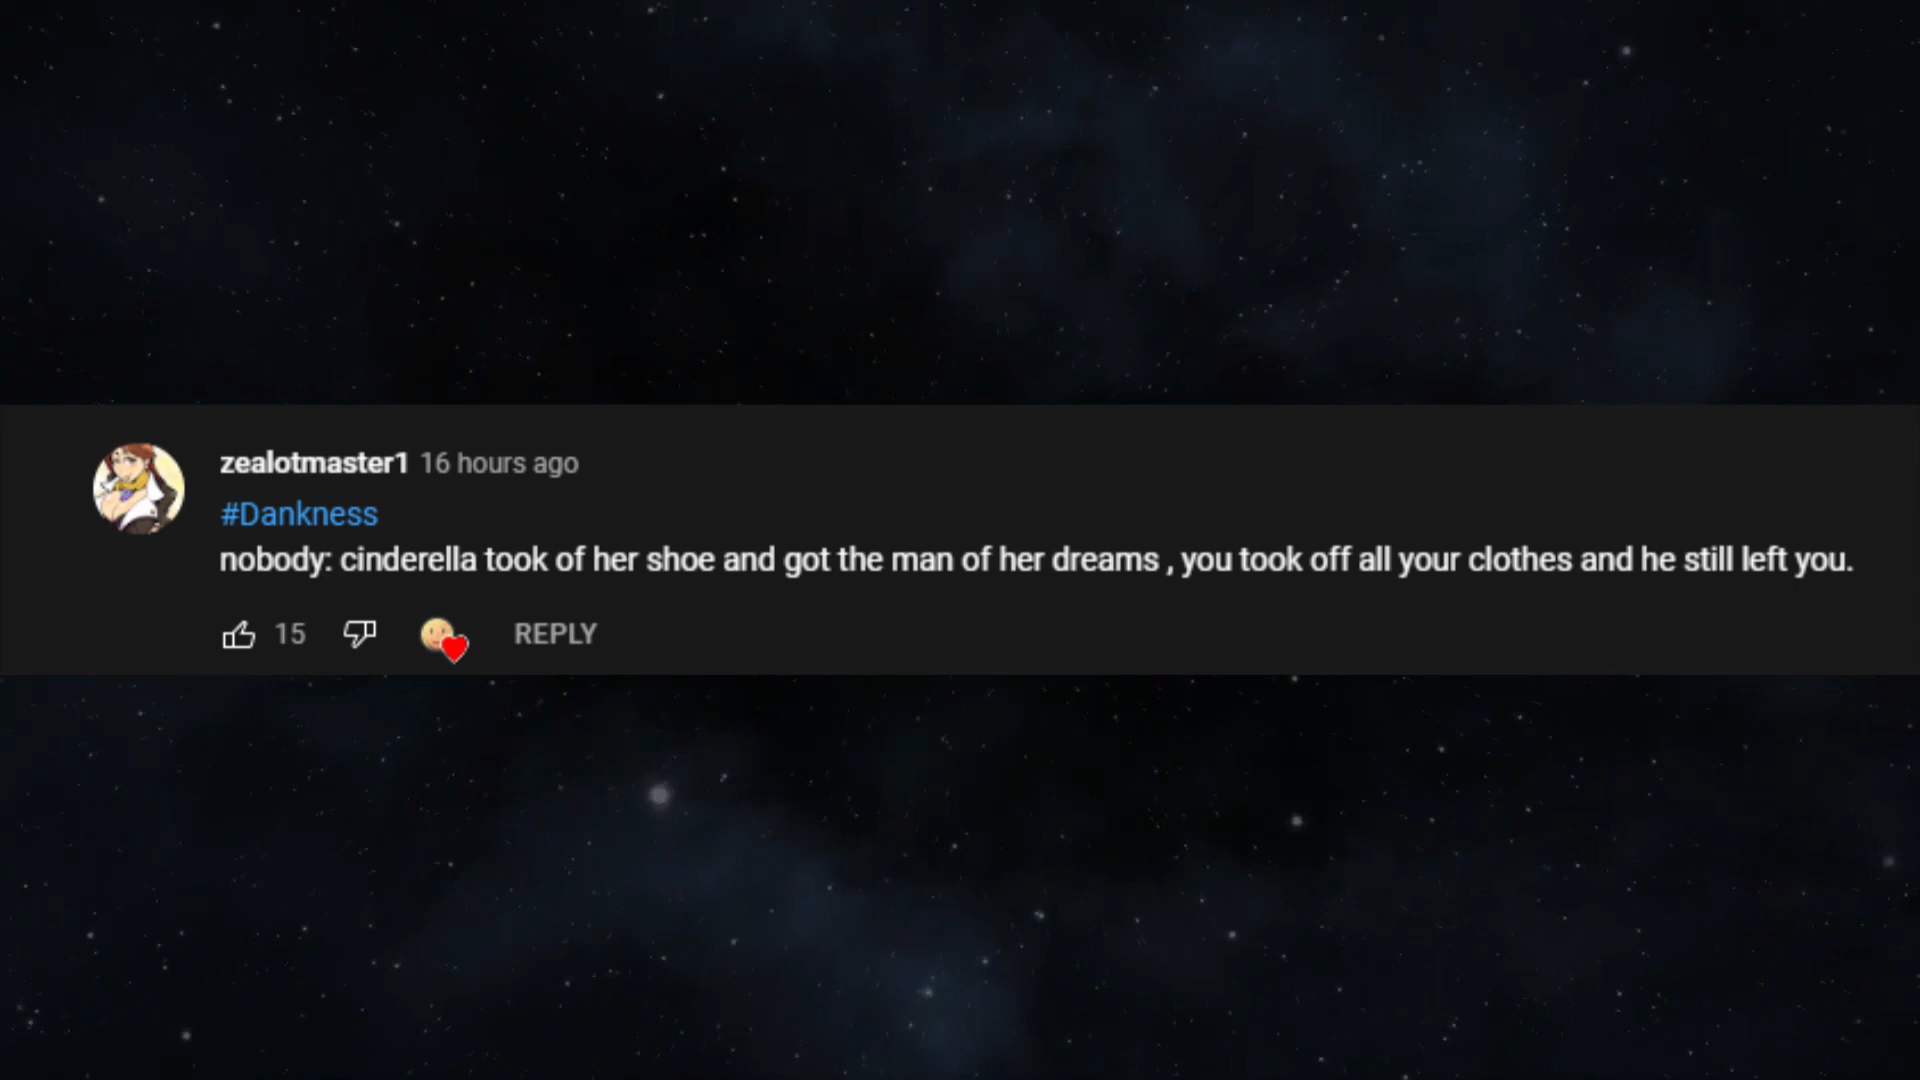 zealotmaster1 16 hours ago
#Dankness
nobody: cinderella took of her shoe and got the man of her dreams , you took off all your clothes and he still left you.
15 REPLY